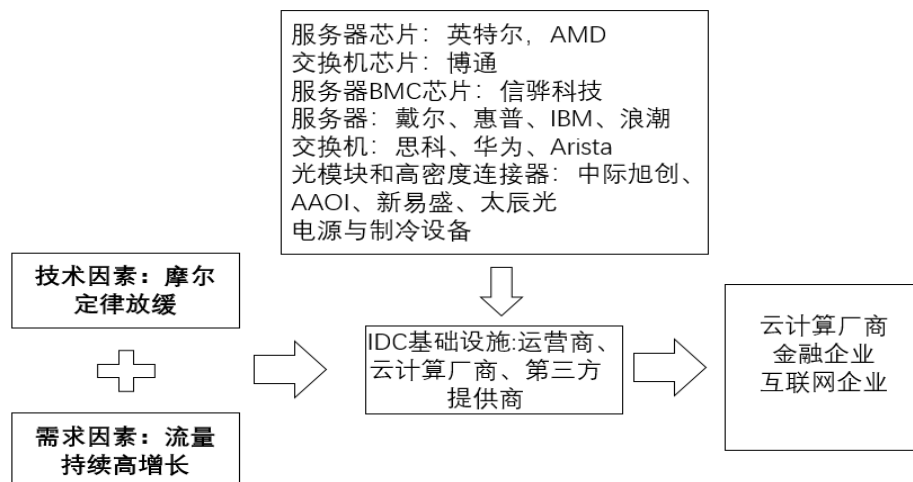 服务器芯片：英特尔，AMD
交换机芯片：博通
服务器BMC芯片：信骅科技
服务器：戴尔、惠普、IBM、浪潮
交换机：思科、华为、Arista
光模块和高密度连接器：中际旭创、
AAOI、新易盛、太辰光
电源与制冷设备
技术因素：摩尔
定律放缓
需求因素：流量
持续高增长
IDC基础设施:运营商、
云计算厂商、第三方
提供商
云计算厂商
金融企业
互联网企业